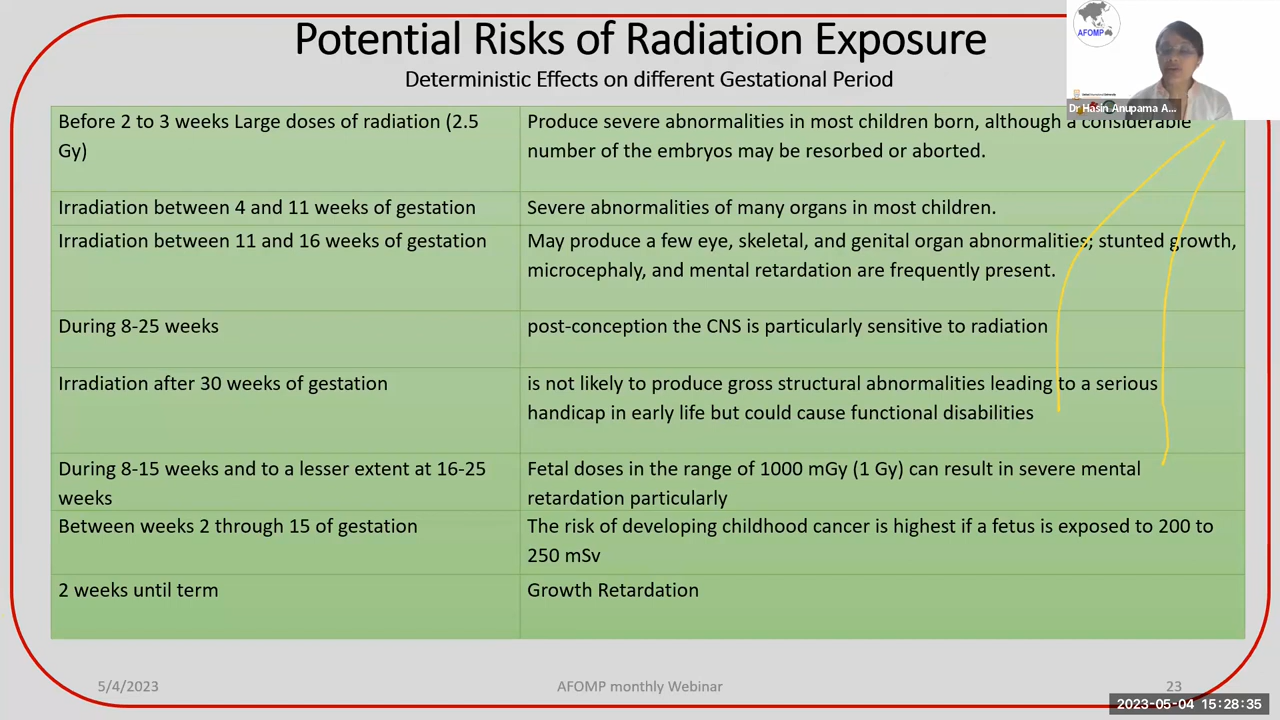 Potential Risks of Radiation Exposure
Deterministic Effects on different Gestational Period
AFOMP
Dr Hasin Anupama A...
Before 2 to 3 weeks Large doses of radiation (2.5
Gy)
Produce severe abnormalities in most children born, although a considerable
number of the embryos may be resorbed or aborted.
Irradiation between 4 and 11 weeks of gestation
Severe abnormalities of many organs in most children.
Irradiation between 11 and 16 weeks of gestation
May produce a few eye, skeletal, and genital organ abnormalities; stunted growth,
microcephaly, and mental retardation are frequently present.
During 8-25 weeks
post-conception the CNS is particularly sensitive to radiation
Irradiation after 30 weeks of gestation
is not likely to produce gross structural abnormalities leading to a serious
handicap in early life but could cause functional disabilities
During 8-15 weeks and to a lesser extent at 16-25
weeks
Fetal doses in the range of 1000 mGy (1 Gy) can result in severe mental
retardation particularly
Between weeks 2 through 15 of gestation
The risk of developing childhood cancer is highest if a fetus is exposed to 200 to
250 mSv
2 weeks until term
Growth Retardation
5/4/2023
AFOMP monthly Webinar
23
2023-05-04 15:28:35